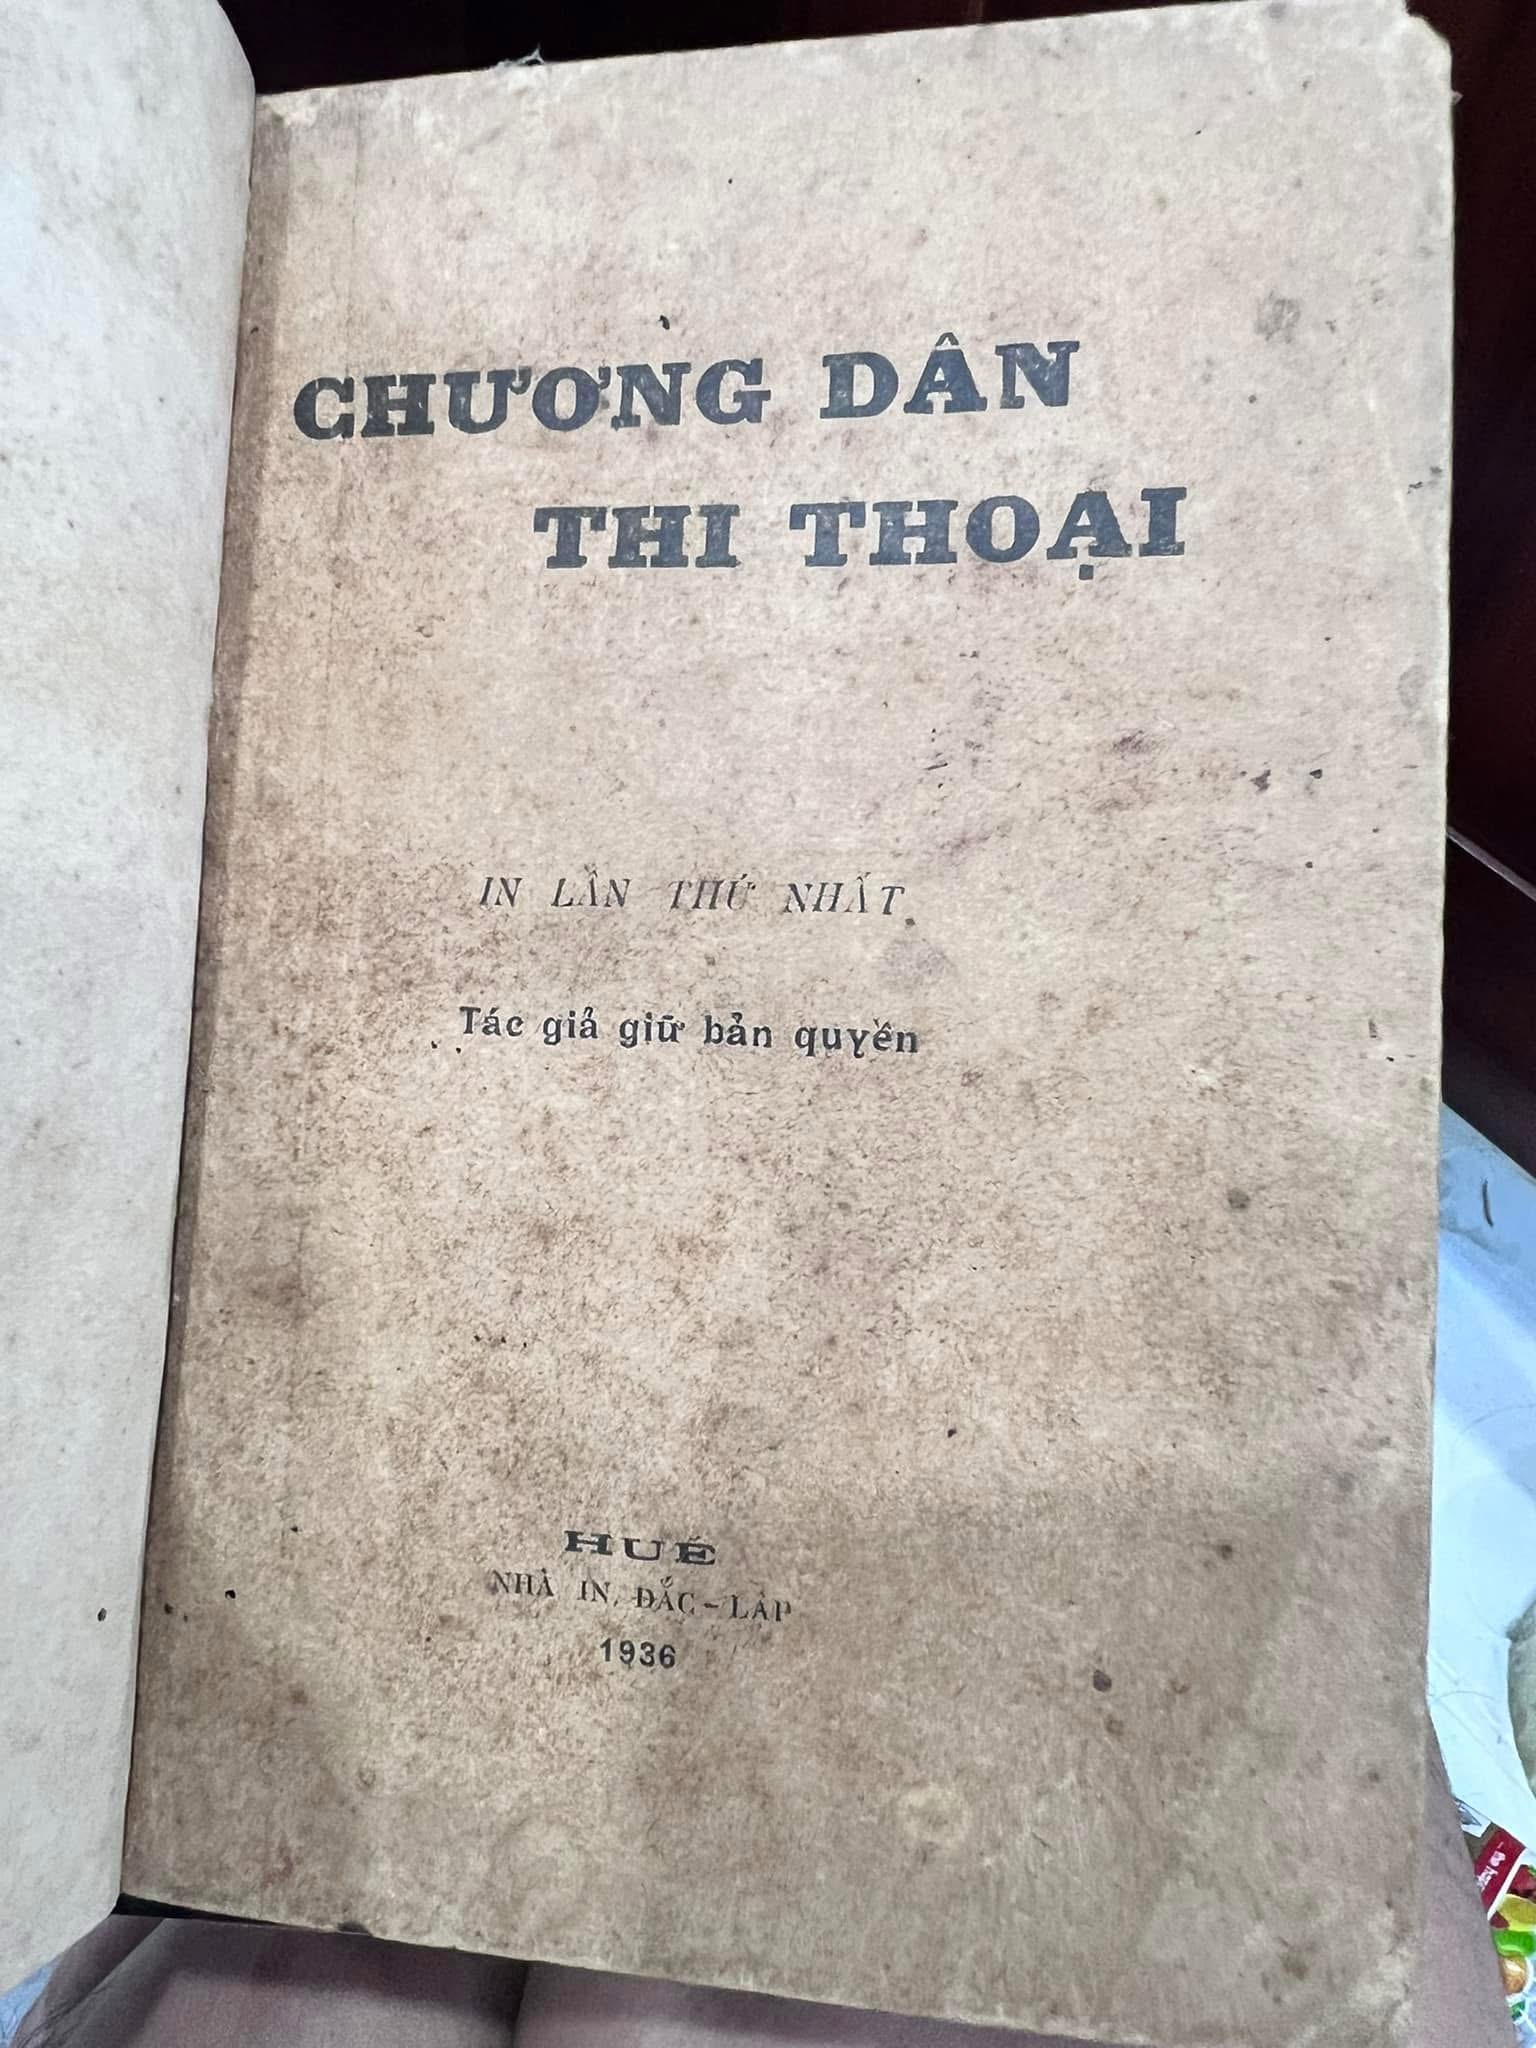 CHƯƠNG DÂN
THI THOẠI
IN LẦN THỨ NHẤT
Tác giả giữ bản quyền
HUẾ
NHÀ IN ĐẮC-LẬP
1936